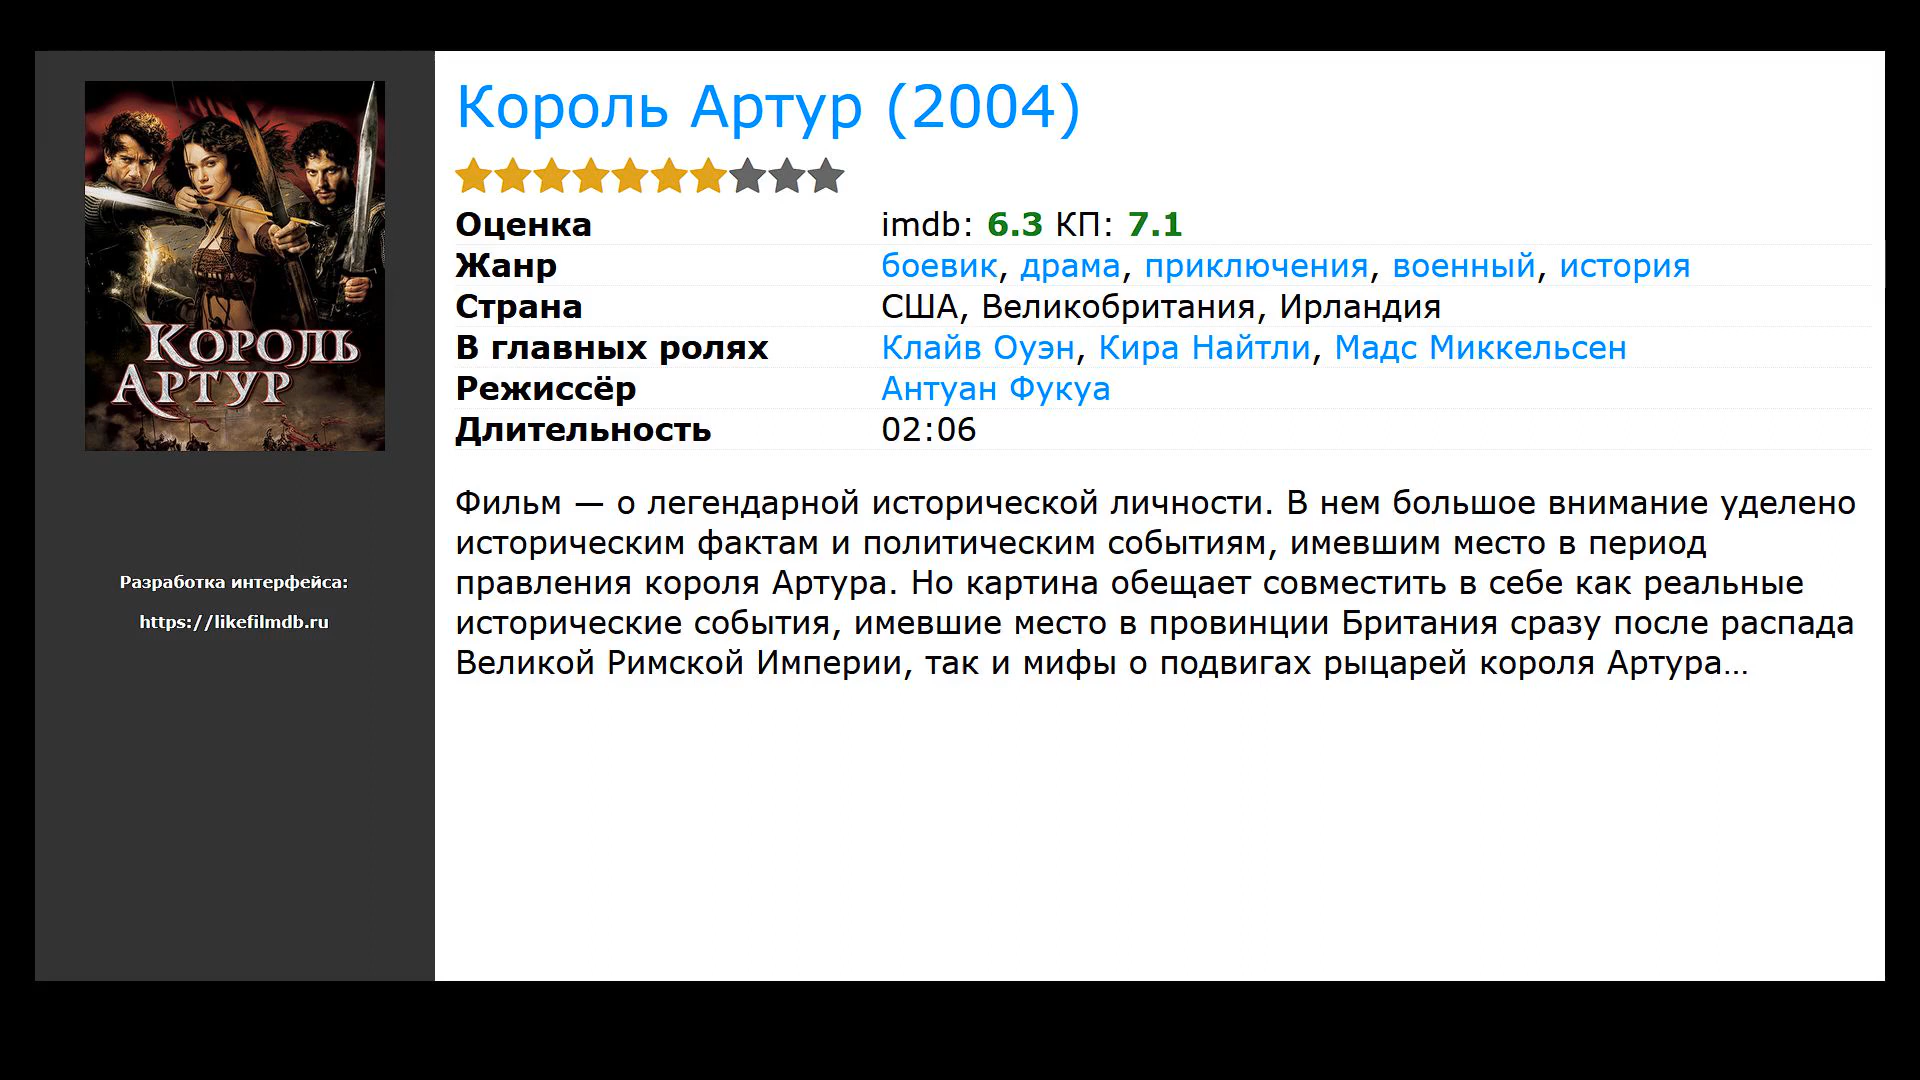 КОРОЛЬ
АРТУР
Разработка интерфейса:
https://likefilmdb.ru
Король Артур (2004)
Оценка imdb: 6.3 КП: 7.1
Жанр боевик, драма, приключения, военный, история
Страна США, Великобритания, Ирландия
В главных ролях Клайв Оуэн, Кира Найтли, Мадс Миккельсен
Режиссёр Антуан Фукуа
Длительность 02:06
Фильм — о легендарной исторической личности. В нем большое внимание уделено
историческим фактам и политическим событиям, имевшим место в период
правления короля Артура. Но картина обещает совместить в себе как реальные
исторические события, имевшие место в провинции Британия сразу после распада
Великой Римской Империи, так и мифы о подвигах рыцарей короля Артура...